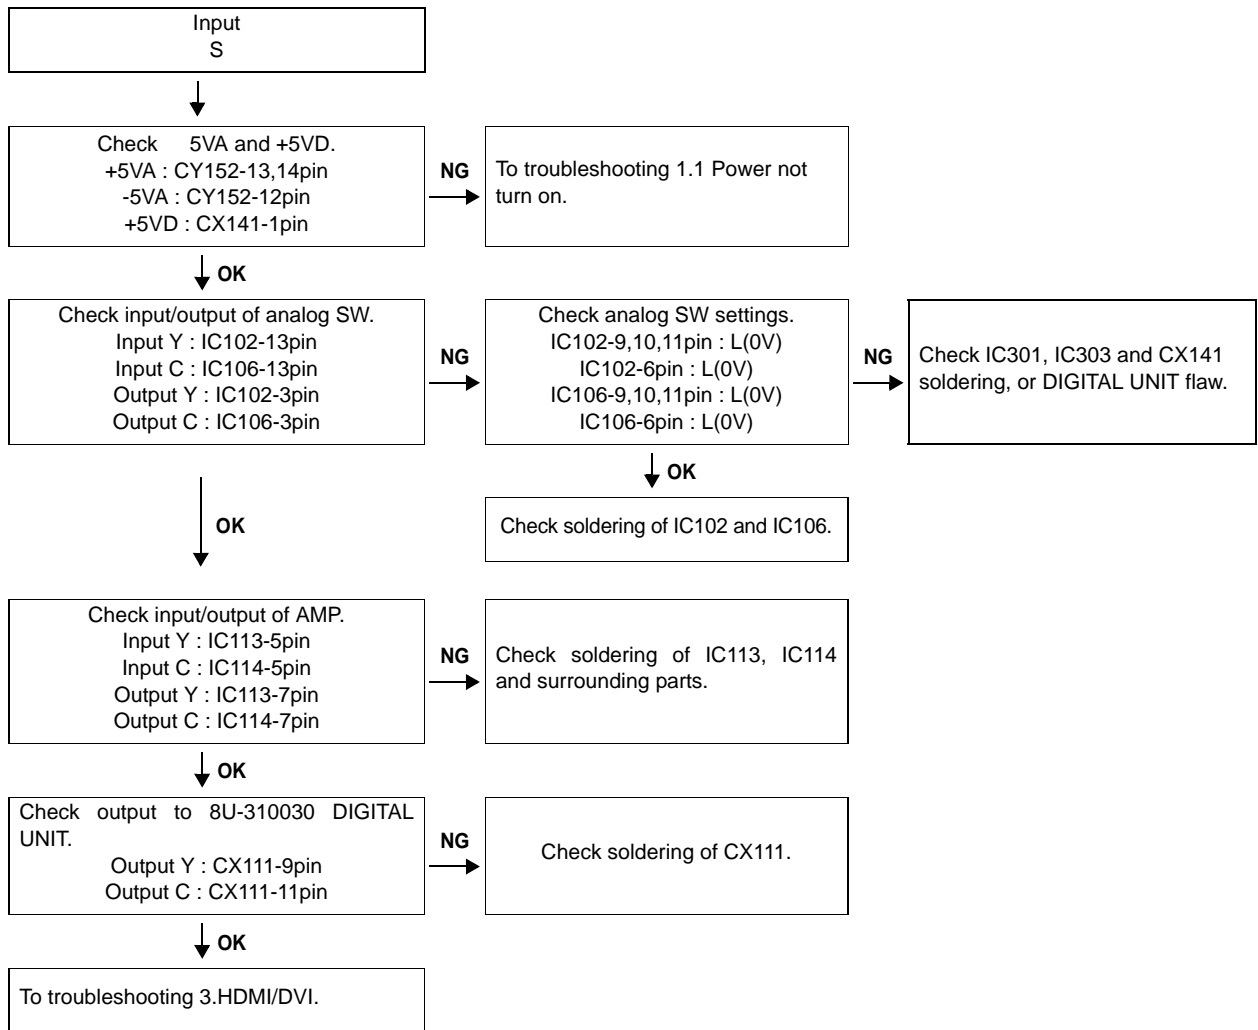 Input
S
Check 5VA and +5VD.
+5VA : CY152-13,14pin
-5VA : CY152-12pin
+5VD : CX141-1pin
NG
To troubleshooting 1.1 Power not
turn on.
OK
Check input/output of analog SW.
Input Y : IC102-13pin
Input C : IC106-13pin
Output Y : IC102-3pin
Output C : IC106-3pin
NG
Check analog SW settings.
IC102-9,10,11pin : L(0V)
IC102-6pin : L(0V)
IC106-9,10,11pin : L(0V)
IC106-6pin : L(0V)
NG
Check IC301, IC303 and CX141
soldering, or DIGITAL UNIT flaw.
OK
Check soldering of IC102 and IC106.
OK
Check input/output of AMP.
Input Y : IC113-5pin
Input C : IC114-5pin
Output Y : IC113-7pin
Output C : IC114-7pin
NG
Check soldering of IC113, IC114
and surrounding parts.
OK
Check output to 8U-310030 DIGITAL
UNIT.
Output Y : CX111-9pin
Output C : CX111-11pin
NG
Check soldering of CX111.
OK
To troubleshooting 3.HDMI/DVI.